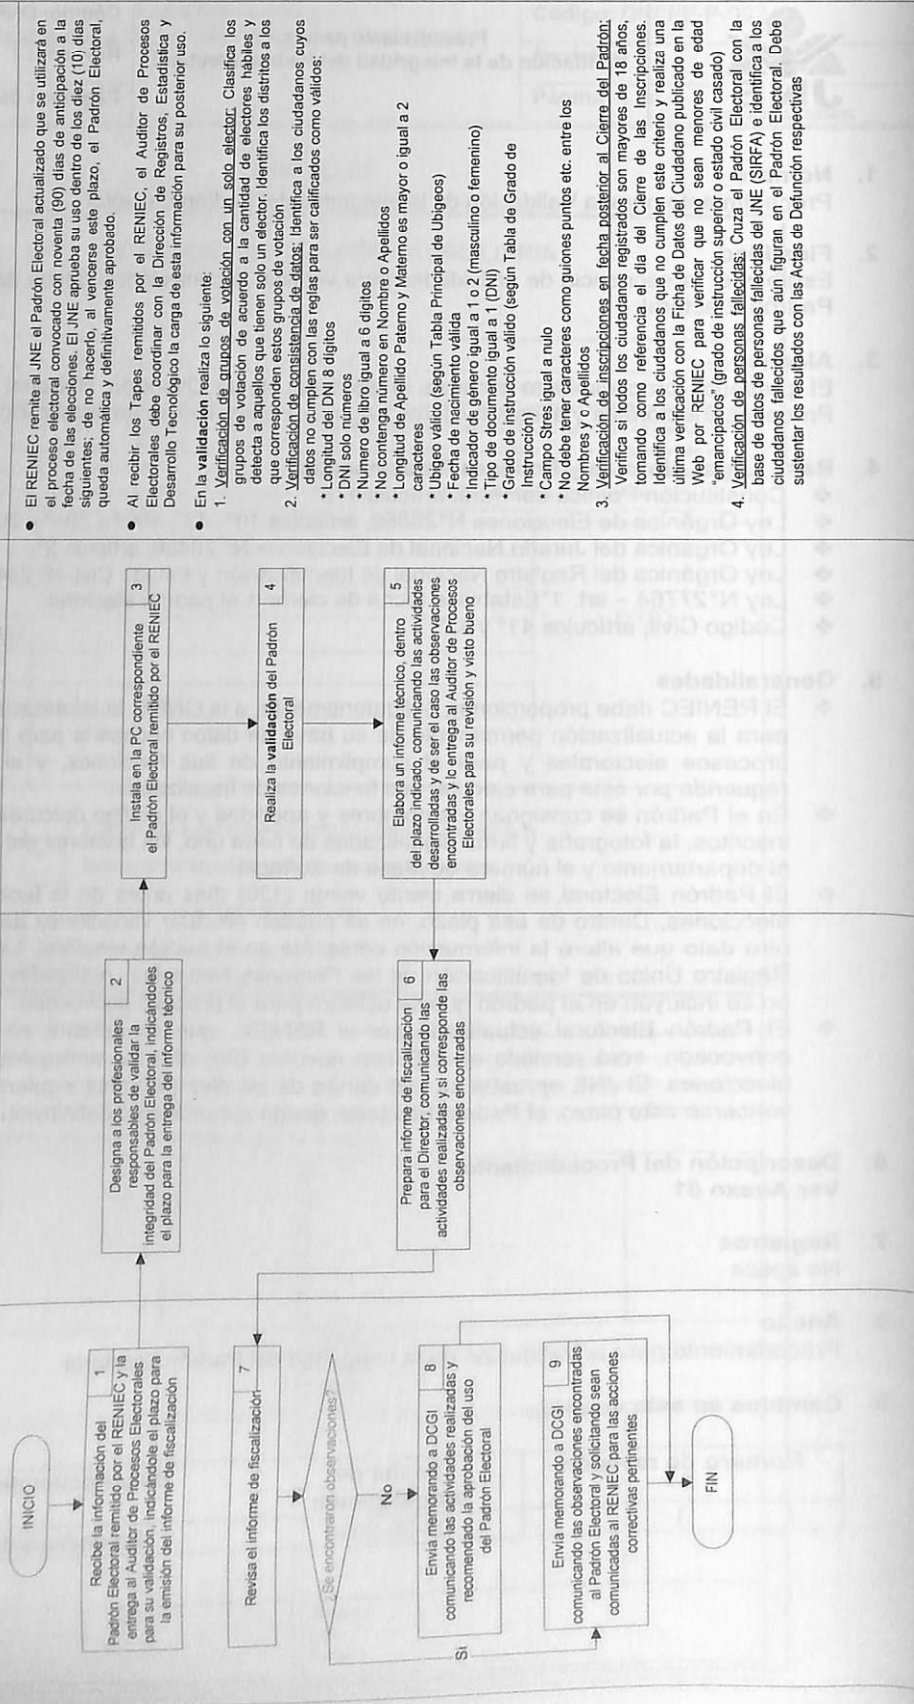 INICIO
1
Recibe la información del
Padrón Electoral remitido por el RENIEC y la
entrega al Auditor de Procesos Electorales
para su validación, indicándole el plazo para
la emisión del informe de fiscalización
2
Designa a los profesionales
responsables de validar la
integridad del Padrón Electoral, indicándoles
el plazo para la entrega del informe técnico
3
Instala en la PC correspondiente
el Padrón Electoral remitido por el RENIEC
4
Realiza la validación del Padrón
Electoral
5
Elabora un informe técnico, dentro
del plazo indicado, comunicando las actividades
desarrolladas y de ser el caso las observaciones
encontradas y lo entrega al Auditor de Procesos
Electorales para su revisión y visto bueno
6
Prepara informe de fiscalización
para el Director, comunicando las
actividades realizadas y si corresponde las
observaciones encontradas
7
Revisa el informe de fiscalización
¿Se encontraron observaciones?
No
Si
8
Envía memorando a DCGI
comunicando las actividades realizadas y
recomendado la aprobación del uso
del Padrón Electoral
9
Envía memorando a DCGI
comunicando las observaciones encontradas
al Padrón Electoral y solicitando sean
comunicadas al RENIEC para las acciones
correctivas pertinentes
FIN
● El RENIEC remite al JNE el Padrón Electoral actualizado que se utilizará en
el proceso electoral convocado con noventa (90) días de anticipación a la
fecha de las elecciones. El JNE aprueba su uso dentro de los diez (10) días
siguientes; de no hacerlo, al vencerse este plazo, el Padrón Electoral,
queda automática y definitivamente aprobado.
● Al recibir los Tapes remitidos por el RENIEC, el Auditor de Procesos
Electorales debe coordinar con la Dirección de Registros, Estadística y
Desarrollo Tecnológico la carga de esta información para su posterior uso.
● En la validación realiza lo siguiente:
1. Verificación de grupos de votación con un solo elector: Clasifica los
grupos de votación de acuerdo a la cantidad de electores hábiles y
detecta a aquellos que tienen solo un elector. Identifica los distritos a los
que corresponden estos grupos de votación
2. Verificación de consistencia de datos: Identifica a los ciudadanos cuyos
datos no cumplen con las reglas para ser calificados como válidos:
* Longitud del DNI 8 dígitos
* DNI solo números
* Numero de libro igual a 6 dígitos
* No contenga número en Nombre o Apellidos
* Longitud de Apellido Paterno y Materno es mayor o igual a 2
caracteres
* Ubigeo válido (según Tabla Principal de Ubigeos)
* Fecha de nacimiento válida
* Indicador de género igual a 1 o 2 (masculino femenino)
* Tipo de documento igual a 1 (DNI)
* Grado de instrucción válido (según Tabla de Grado de
Instrucción)
* Campo Stres igual a nulo
* No debe tener caracteres como guiones puntos etc. entre los
Nombres y o Apellidos
3. Verificación de inscripciones en fecha posterior al Cierre del Padrón:
Verifica si todos los ciudadanos registrados son mayores de 18 años,
tomando como referencia al día del Cierre de las Inscripciones.
Identifica a los ciudadanos que no cumplen este criterio y realiza una
última verificación con la Ficha de Datos del Ciudadano publicado en la
Web por RENIEC para verificar que no sean menores de edad
"emancipados" (grado de instrucción superior o estado civil casado)
4. Verificación de personas fallecidas: Cruza el Padrón Electoral con la
base de datos de personas fallecidas del JNE (SIRFA) e identifica a los
ciudadanos fallecidos que aún figuran en el Padrón Electoral. Debe
sustentar los resultados con las Actas de Defunción respectivas